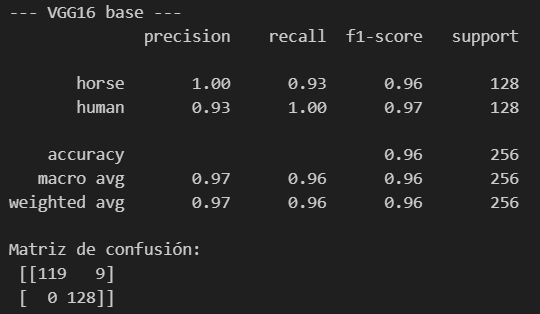 --- VGG16 base ---
              precision    recall  f1-score   support

       horse       1.00      0.93      0.96       128
       human       0.93      1.00      0.97       128

    accuracy                           0.96       256
   macro avg       0.97      0.96      0.96       256
weighted avg       0.97      0.96      0.96       256

Matriz de confusión:
 [[119   9]
 [  0 128]]